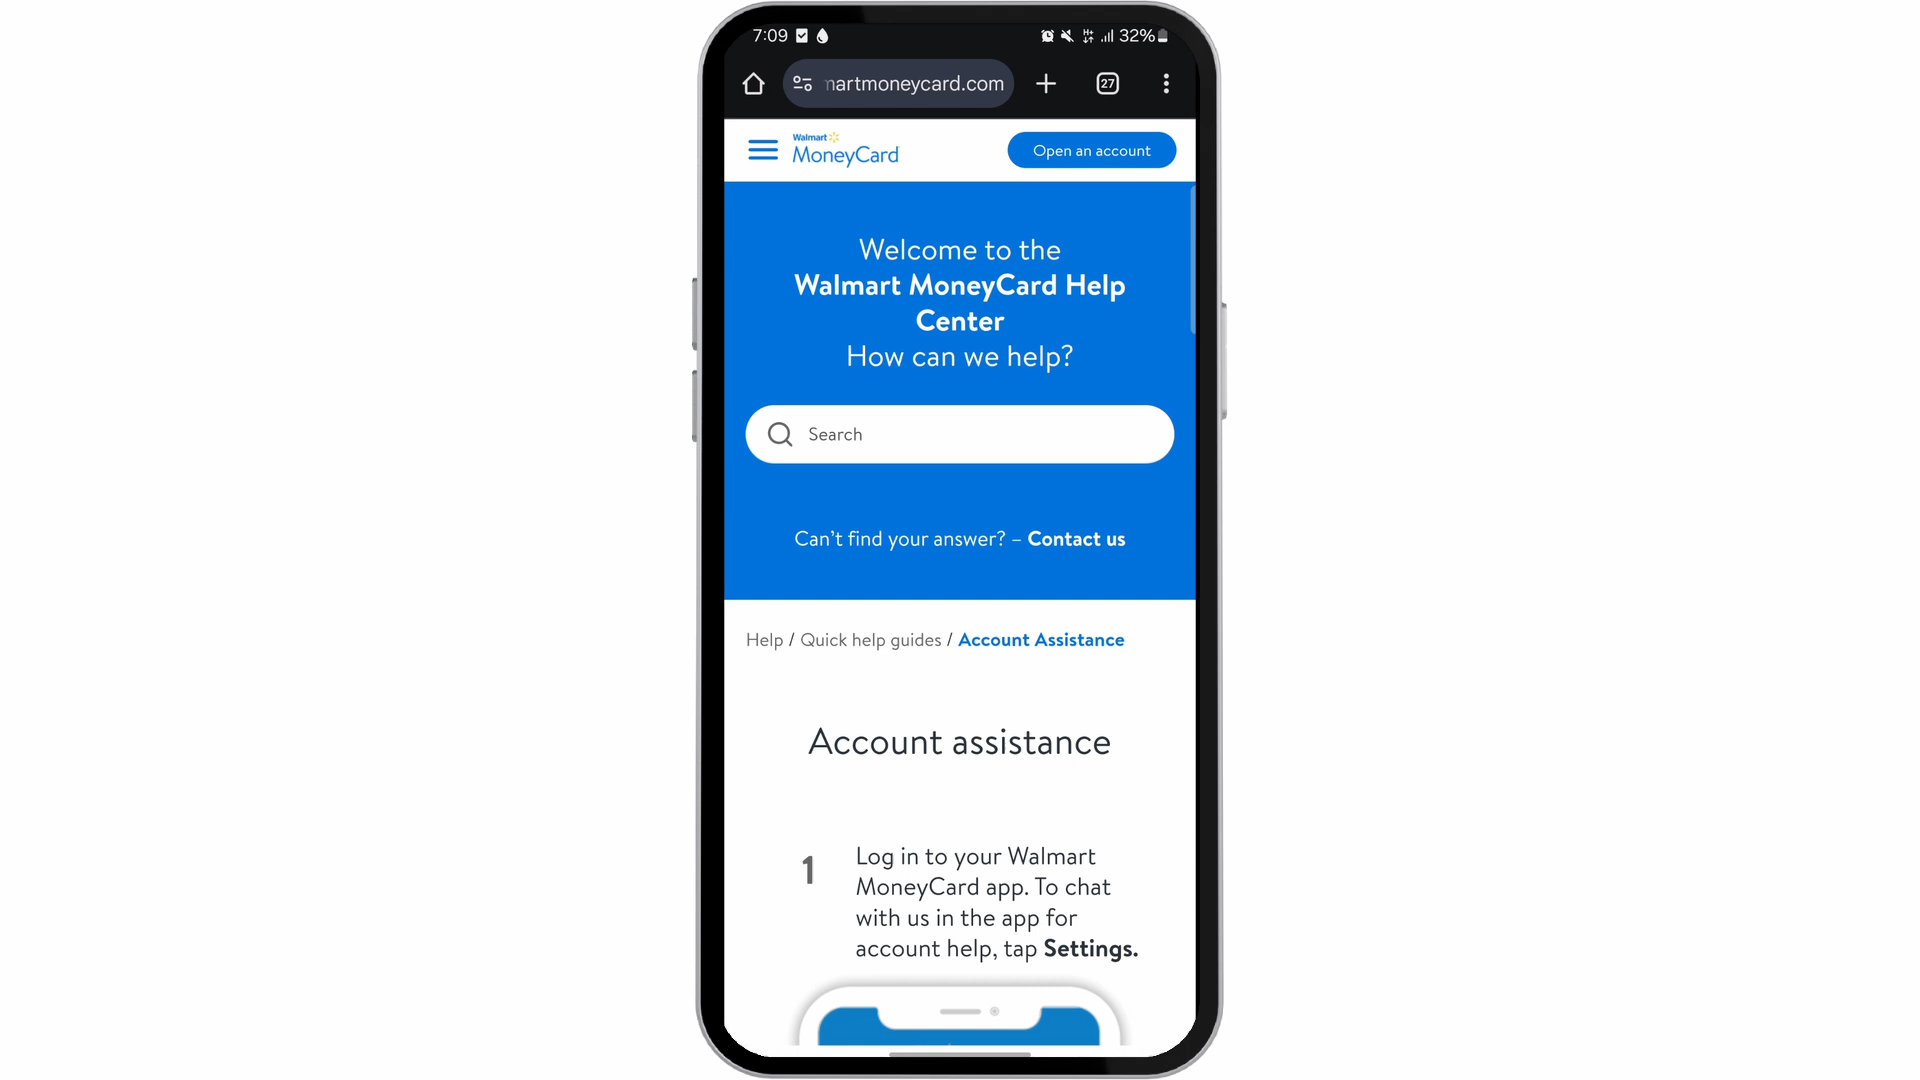 7:09
32%
martmoneycard.com
27
Walmart
MoneyCard
Open an account
Welcome to the
Walmart MoneyCard Help
Center
How can we help?
Search
Can't find your answer? – Contact us
Help / Quick help guides / Account Assistance
Account assistance
1
Log in to your Walmart
MoneyCard app. To chat
with us in the app for
account help, tap Settings.